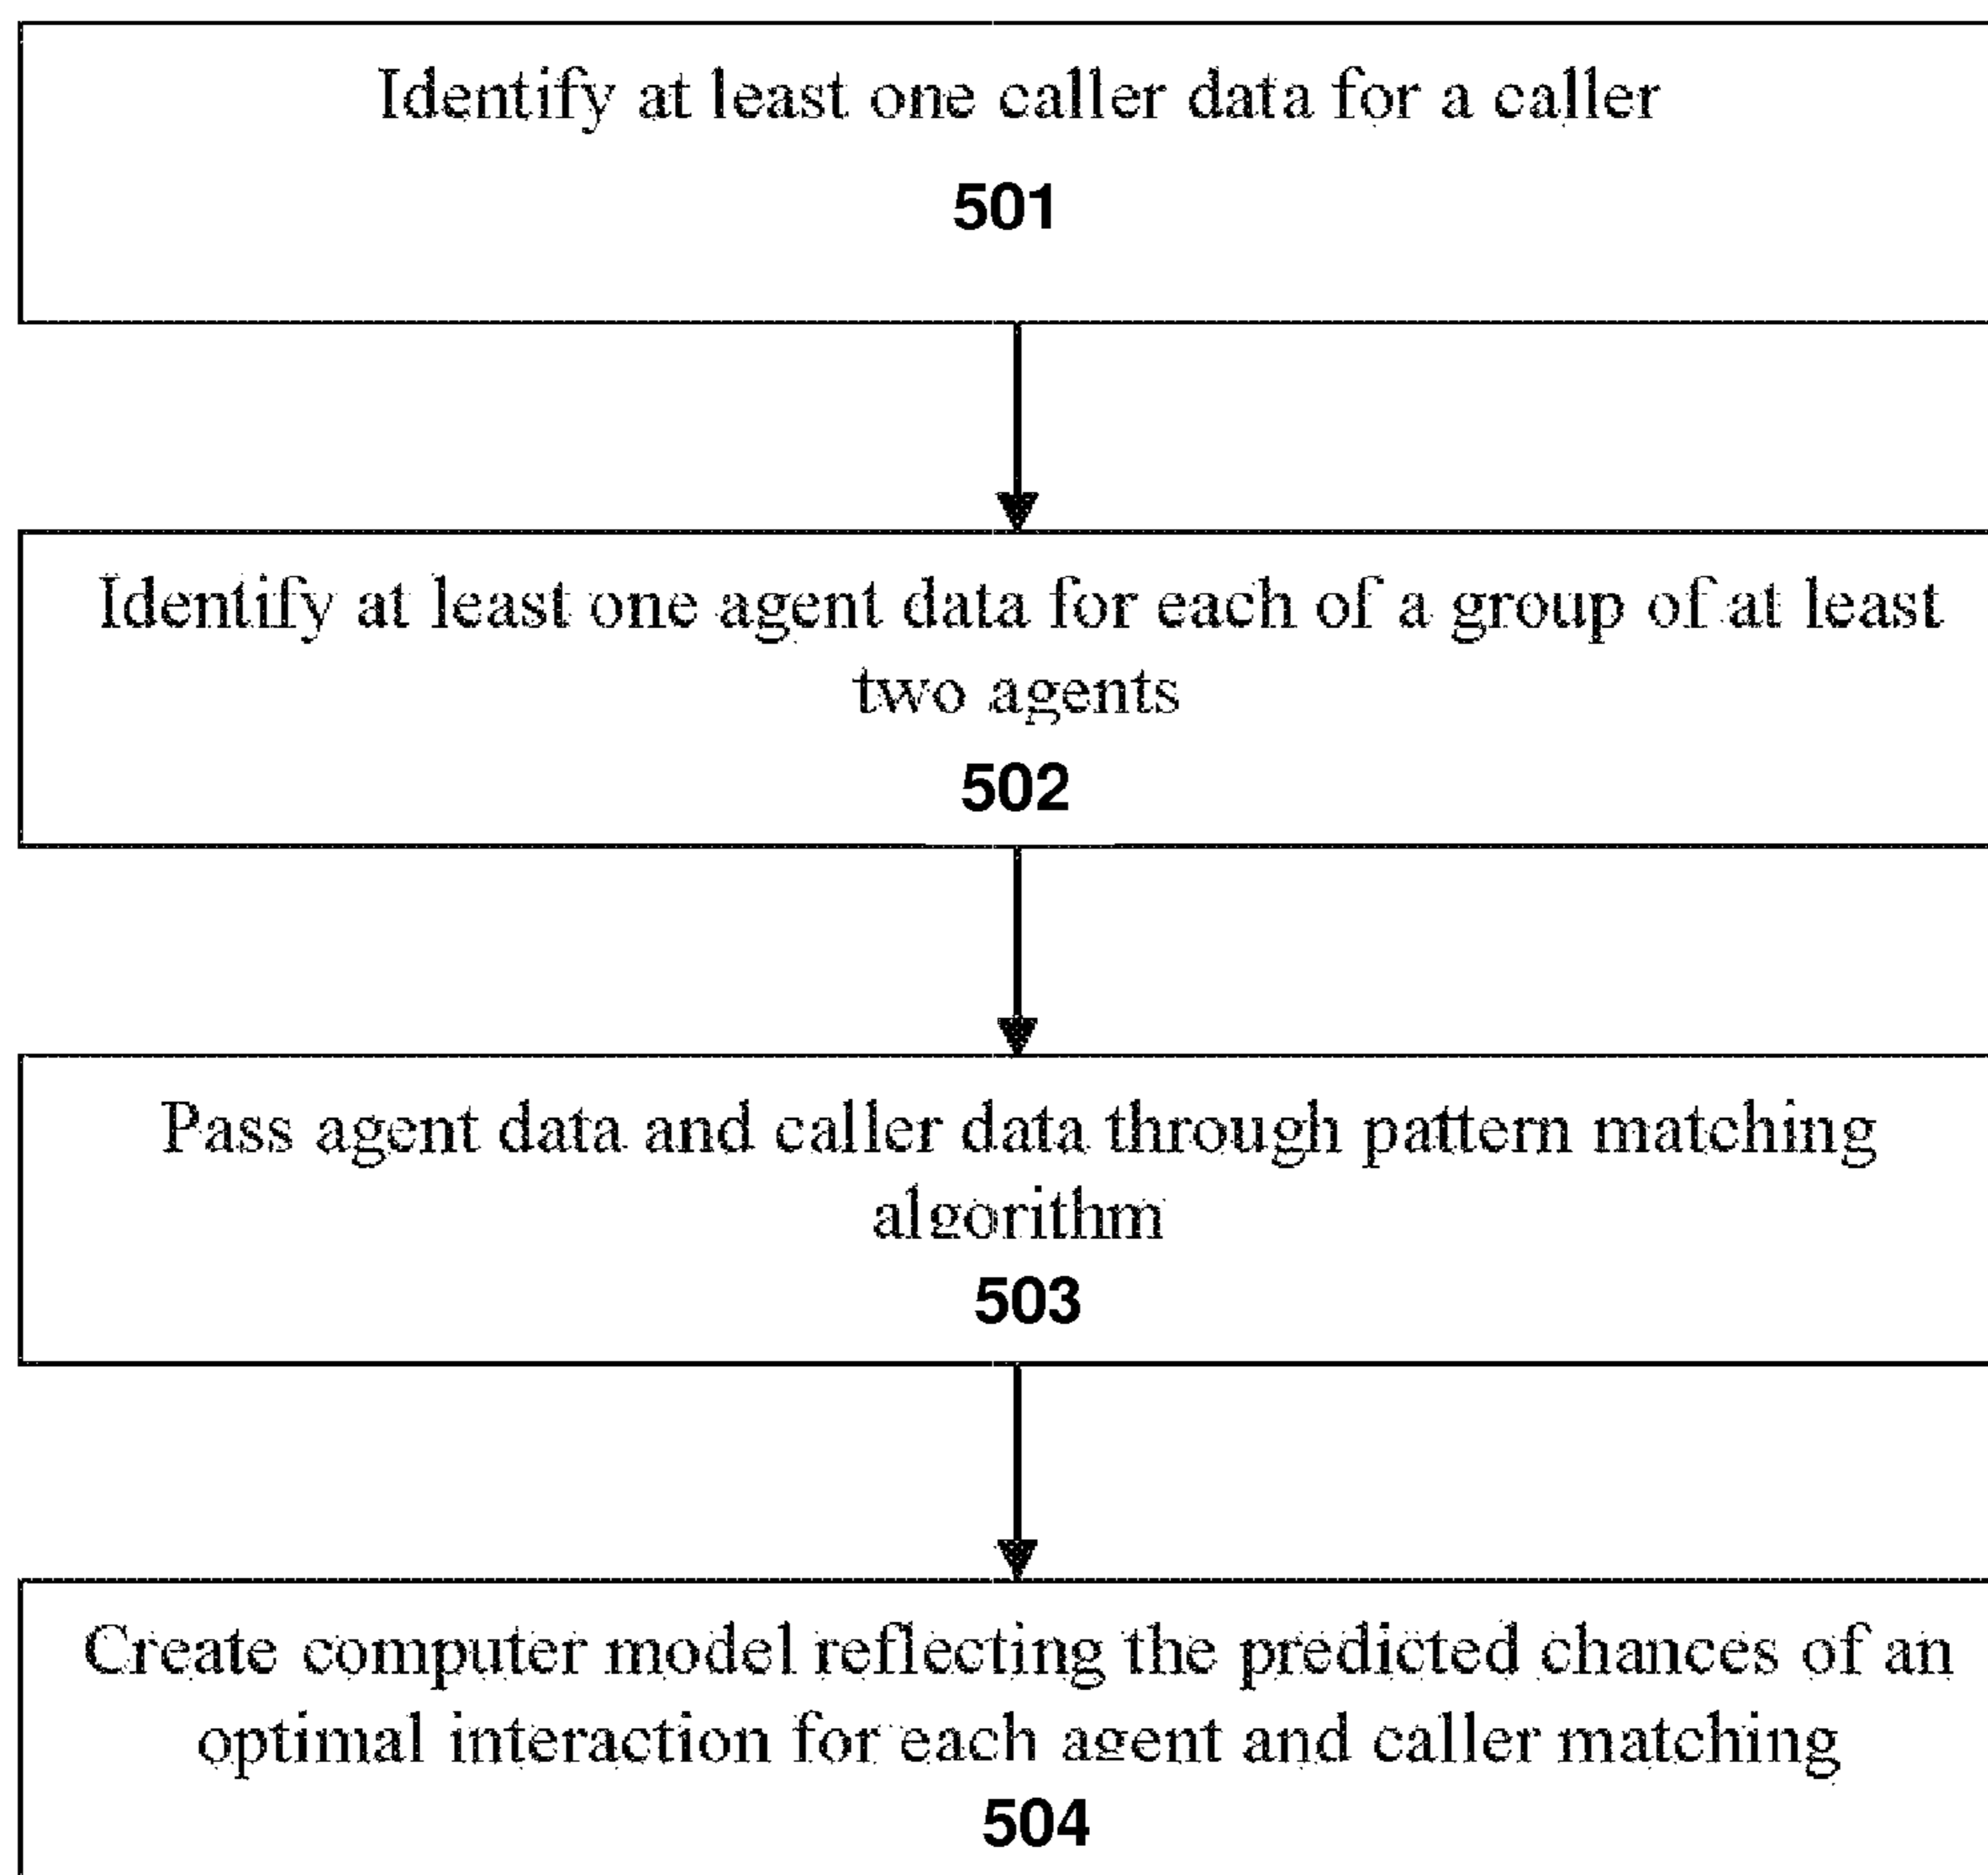 Identify at least one caller data for a caller
501
Identify at least one agent data for each of a group of at least
two agents
502
Pass agent data and caller data through pattern matching
algorithm
503
Create computer model reflecting the predicted chances of an
optimal interaction for each agent and caller matching
504